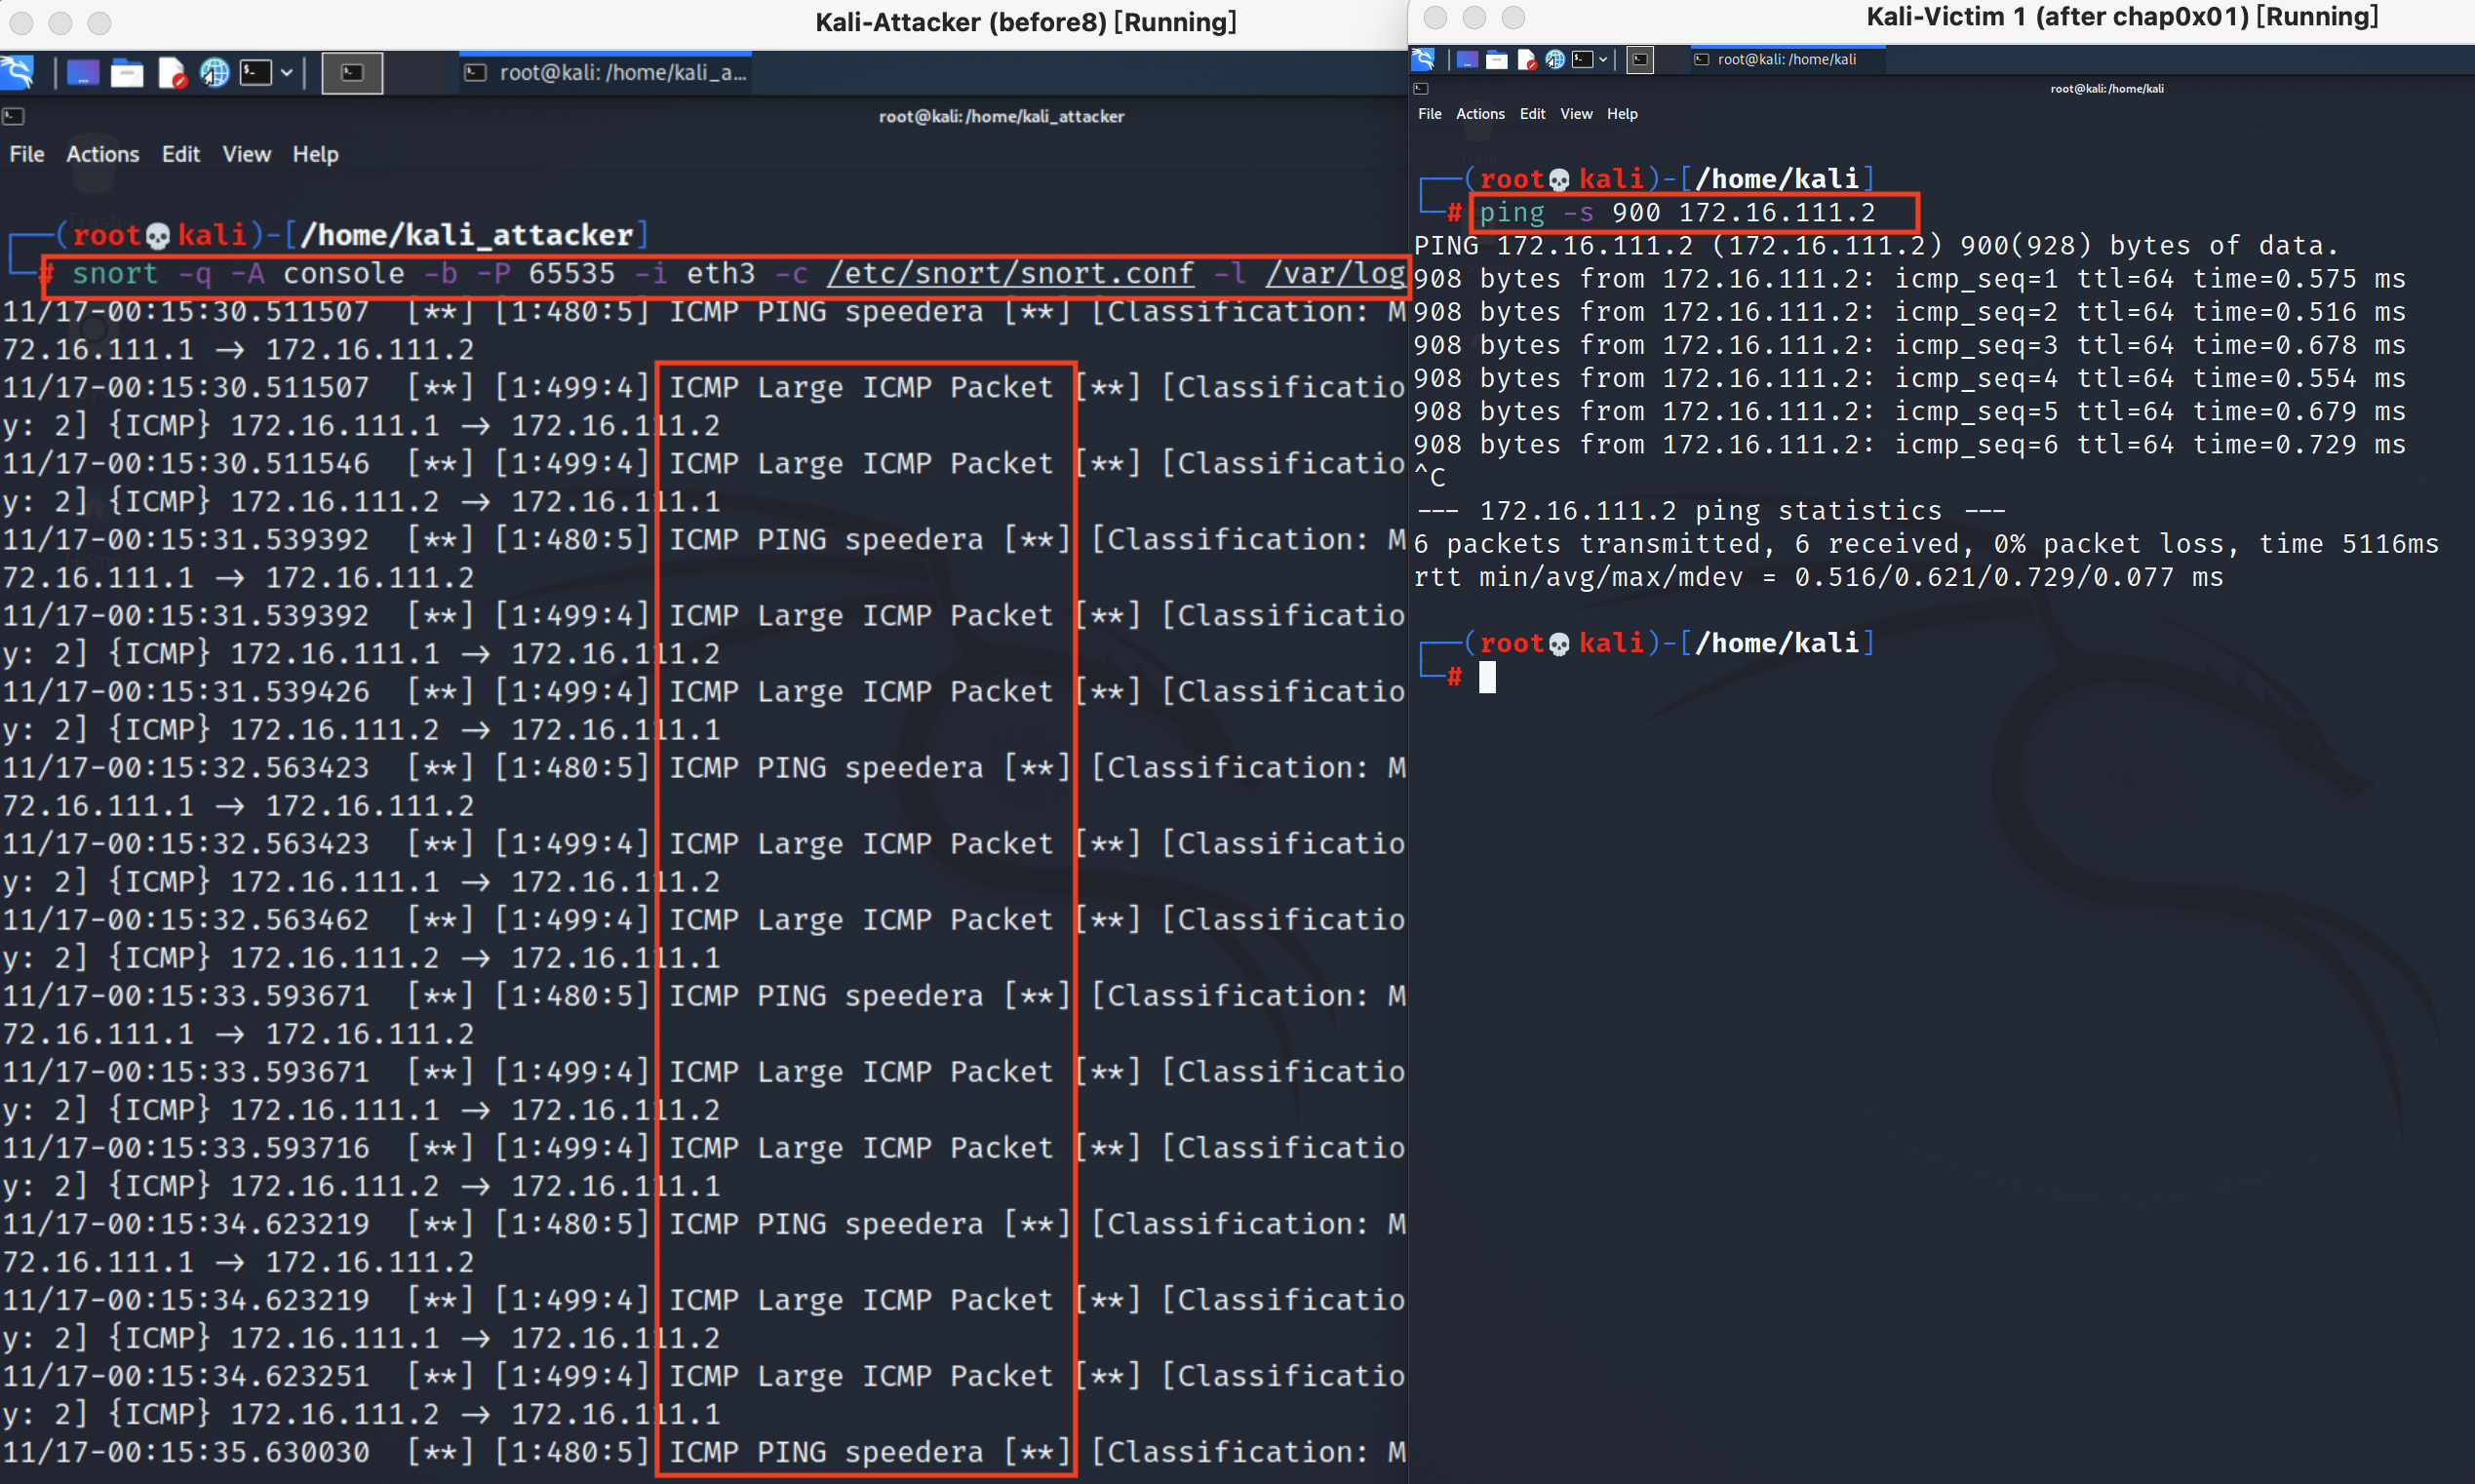 Kali-Attacker (before8) [Running]
root@kali: /home/kali_a...
root@kali: /home/kali_attacker
File Actions Edit View Help
(root💀kali)-[/home/kali_attacker]
# snort -q -A console -b -P 65535 -i eth3 -c /etc/snort/snort.conf -l /var/log
11/17-00:15:30.511507 [**] [1:480:5] ICMP PING speedera [**] [Classification: M
72.16.111.1 → 172.16.111.2
11/17-00:15:30.511507 [**] [1:499:4] ICMP Large ICMP Packet [**] [Classificatio
y: 2] {ICMP} 172.16.111.1 → 172.16.111.2
11/17-00:15:30.511546 [**] [1:499:4] ICMP Large ICMP Packet [**] [Classificatio
y: 2] {ICMP} 172.16.111.2 → 172.16.111.1
11/17-00:15:31.539392 [**] [1:480:5] ICMP PING speedera [**] [Classification: M
72.16.111.1 → 172.16.111.2
11/17-00:15:31.539392 [**] [1:499:4] ICMP Large ICMP Packet [**] [Classificatio
y: 2] {ICMP} 172.16.111.1 → 172.16.111.2
11/17-00:15:31.539426 [**] [1:499:4] ICMP Large ICMP Packet [**] [Classificatio
y: 2] {ICMP} 172.16.111.2 → 172.16.111.1
11/17-00:15:32.563423 [**] [1:480:5] ICMP PING speedera [**] [Classification: M
72.16.111.1 → 172.16.111.2
11/17-00:15:32.563423 [**] [1:499:4] ICMP Large ICMP Packet [**] [Classificatio
y: 2] {ICMP} 172.16.111.1 → 172.16.111.2
11/17-00:15:32.563462 [**] [1:499:4] ICMP Large ICMP Packet [**] [Classificatio
y: 2] {ICMP} 172.16.111.2 → 172.16.111.1
11/17-00:15:33.593671 [**] [1:480:5] ICMP PING speedera [**] [Classification: M
72.16.111.1 → 172.16.111.2
11/17-00:15:33.593671 [**] [1:499:4] ICMP Large ICMP Packet [**] [Classificatio
y: 2] {ICMP} 172.16.111.1 → 172.16.111.2
11/17-00:15:33.593716 [**] [1:499:4] ICMP Large ICMP Packet [**] [Classificatio
y: 2] {ICMP} 172.16.111.2 → 172.16.111.1
11/17-00:15:34.623219 [**] [1:480:5] ICMP PING speedera [**] [Classification: M
72.16.111.1 → 172.16.111.2
11/17-00:15:34.623219 [**] [1:499:4] ICMP Large ICMP Packet [**] [Classificatio
y: 2] {ICMP} 172.16.111.1 → 172.16.111.2
11/17-00:15:34.623251 [**] [1:499:4] ICMP Large ICMP Packet [**] [Classificatio
y: 2] {ICMP} 172.16.111.2 → 172.16.111.1
11/17-00:15:35.630030 [**] [1:480:5] ICMP PING speedera [**] [Classification: M
Kali-Victim 1 (after chap0x01) [Running]
root@kali: /home/kali
root@kali: /home/kali
File Actions Edit View Help
(root💀kali)-[/home/kali]
# ping -s 900 172.16.111.2
PING 172.16.111.2 (172.16.111.2) 900(928) bytes of data.
908 bytes from 172.16.111.2: icmp_seq=1 ttl=64 time=0.575 ms
908 bytes from 172.16.111.2: icmp_seq=2 ttl=64 time=0.516 ms
908 bytes from 172.16.111.2: icmp_seq=3 ttl=64 time=0.678 ms
908 bytes from 172.16.111.2: icmp_seq=4 ttl=64 time=0.554 ms
908 bytes from 172.16.111.2: icmp_seq=5 ttl=64 time=0.679 ms
908 bytes from 172.16.111.2: icmp_seq=6 ttl=64 time=0.729 ms
^C
--- 172.16.111.2 ping statistics ---
6 packets transmitted, 6 received, 0% packet loss, time 5116ms
rtt min/avg/max/mdev = 0.516/0.621/0.729/0.077 ms
(root💀kali)-[/home/kali]
#